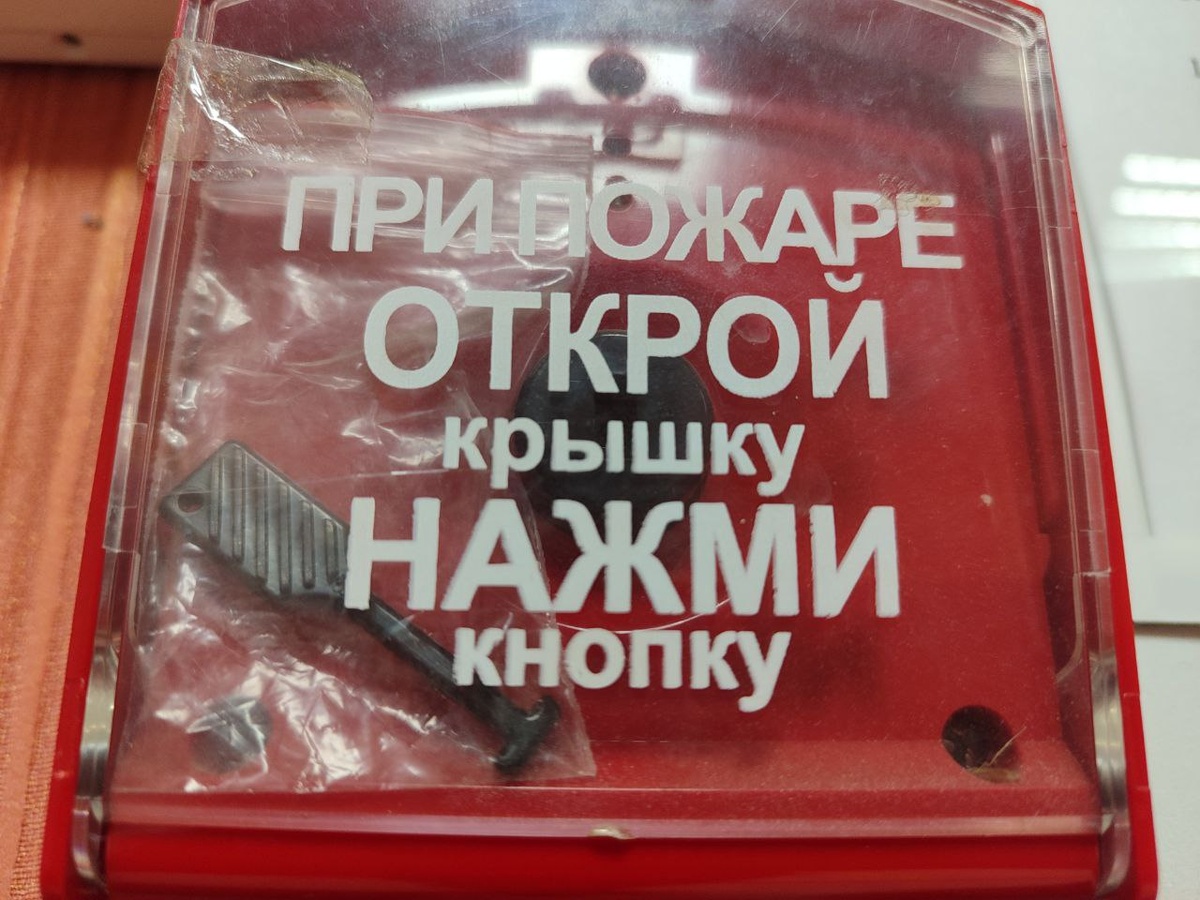 ПРИ ПОЖАРЕ
ОТКРОЙ
крышку
НАЖМИ
кнопку